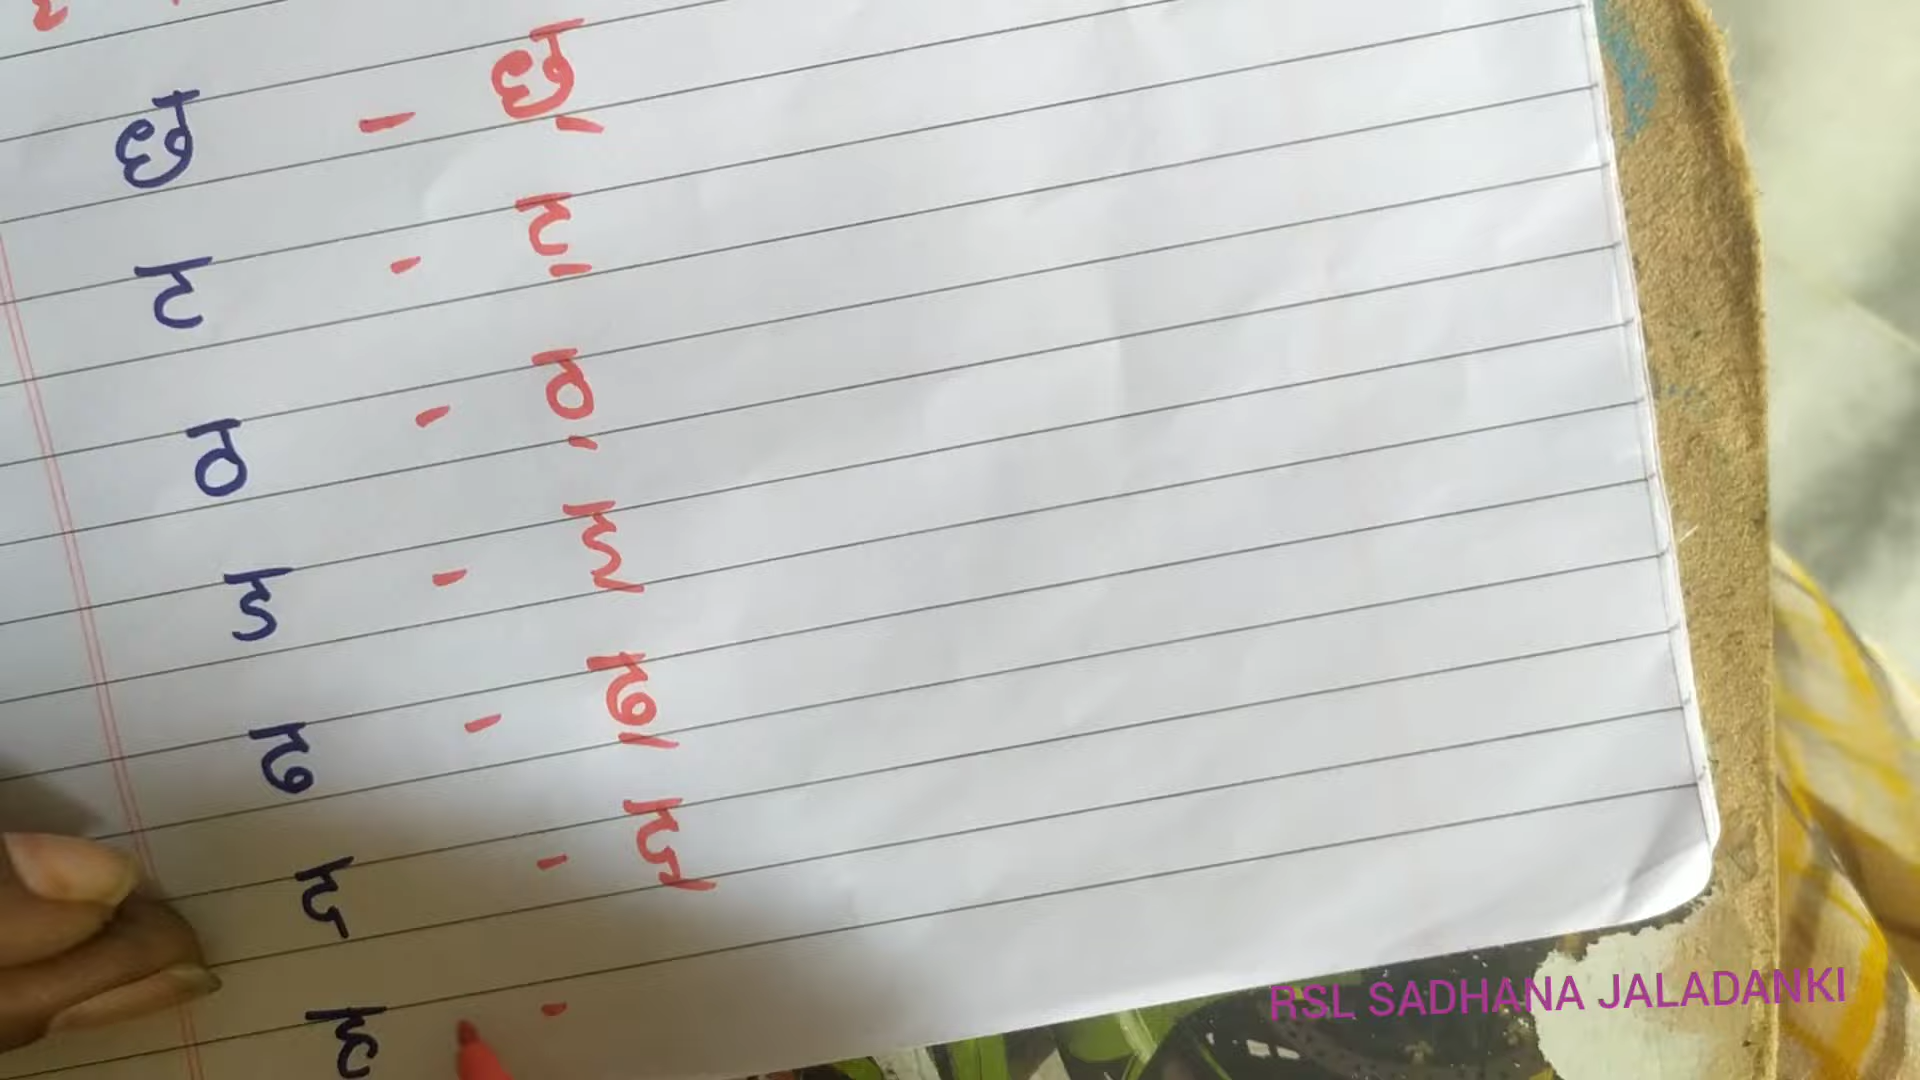 छ - छ्
ट - ट्
ठ - ठ्
ड - ड्
ढ - ढ्
द - द्
ह -
RSL SADHANA JALADANKI